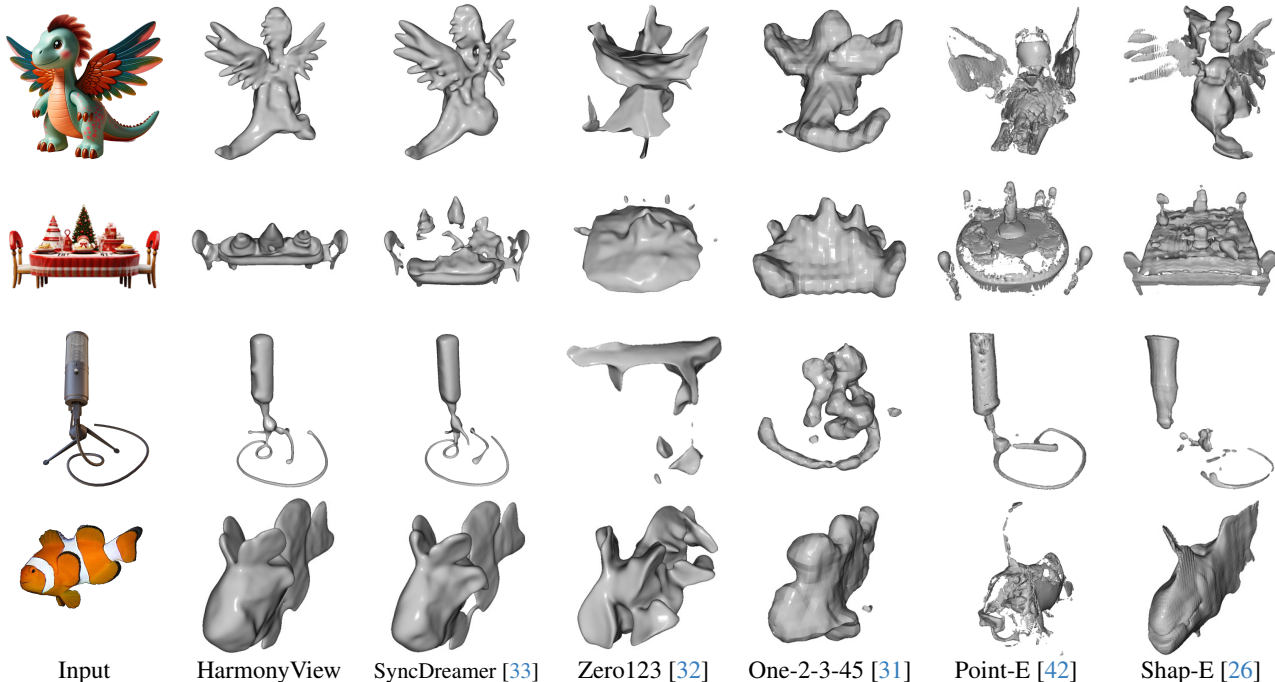 Input HarmonyView SyncDreamer [33] Zero123 [32] One-2-3-45 [31] Point-E [42] Shap-E [26]